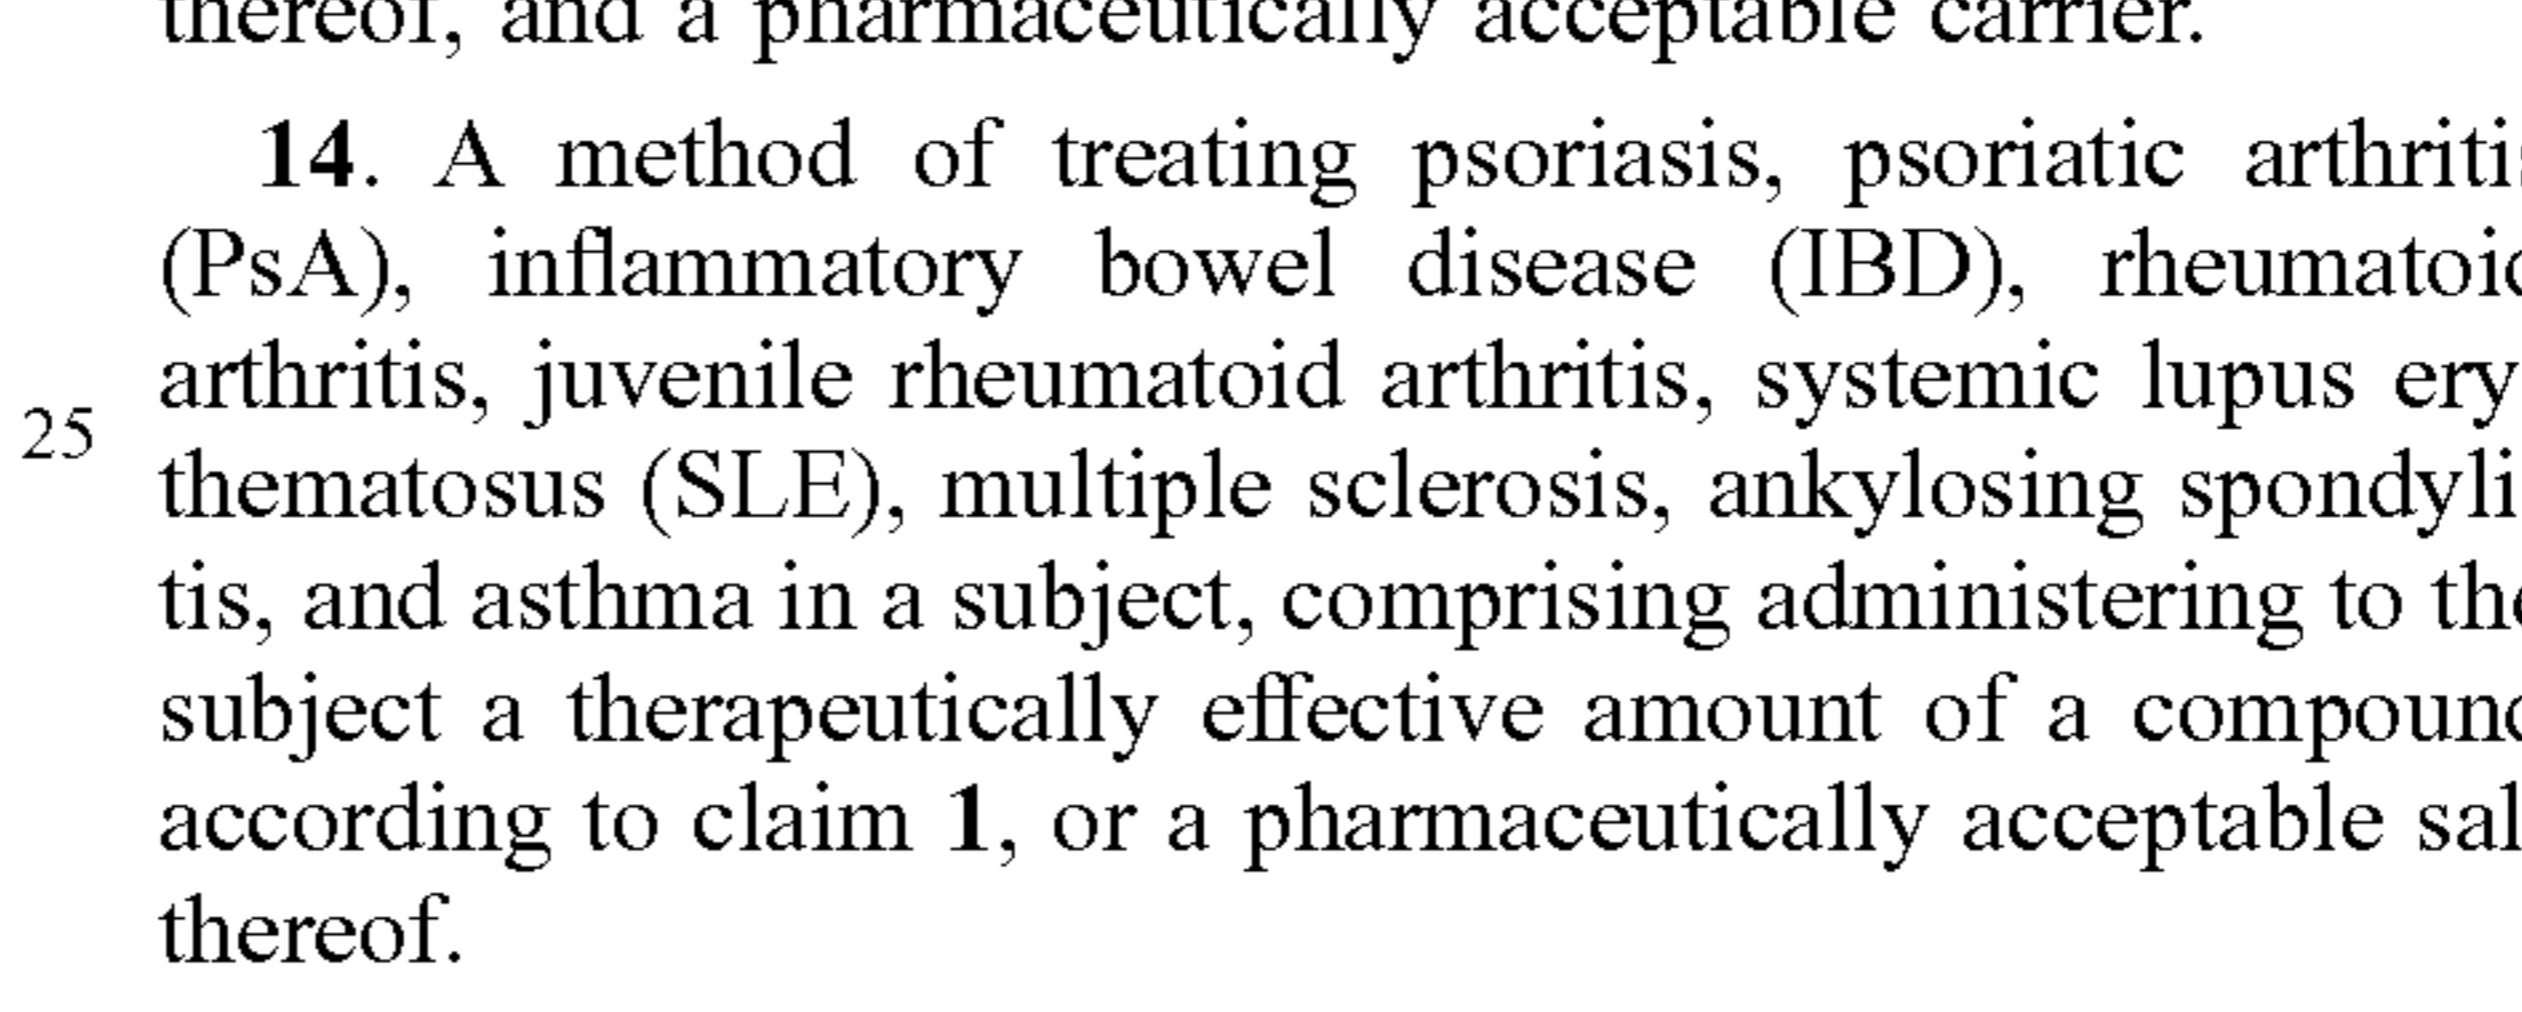 thereof, and a pharmaceutically acceptable carrier.
14. A method of treating psoriasis, psoriatic arthritis
(PsA), inflammatory bowel disease (IBD), rheumatoid
arthritis, juvenile rheumatoid arthritis, systemic lupus ery
25
thematosus (SLE), multiple sclerosis, ankylosing spondyli
tis, and asthma in a subject, comprising administering to the
subject a therapeutically effective amount of a compound
according to claim 1, or a pharmaceutically acceptable sal
thereof.